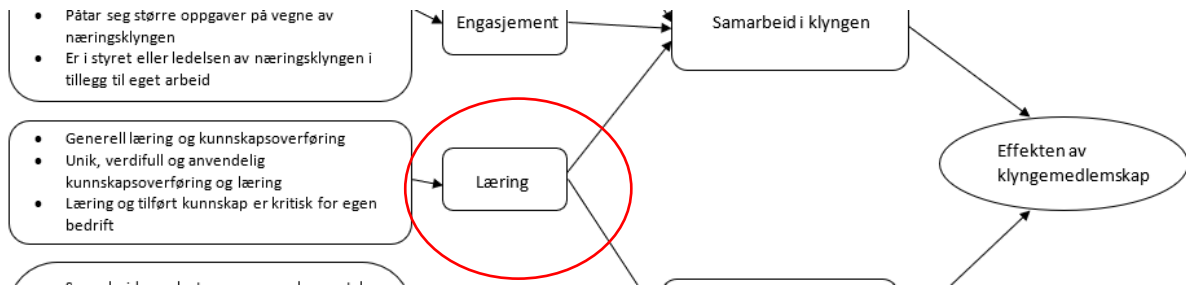 Påtar seg større oppgaver på vegne av
næringsklyngen
Er i styret eller ledelsen av næringsklyngen i
tillegg til eget arbeid
Engasjement
Samarbeid i klyngen
Generell læring og kunnskapsoverføring
Unik, verdifull og anvendelig
kunnskapsoverføring og læring
Læring og tilført kunnskap er kritisk for egen
bedrift
Læring
Effekten av
klyngemedlemskap